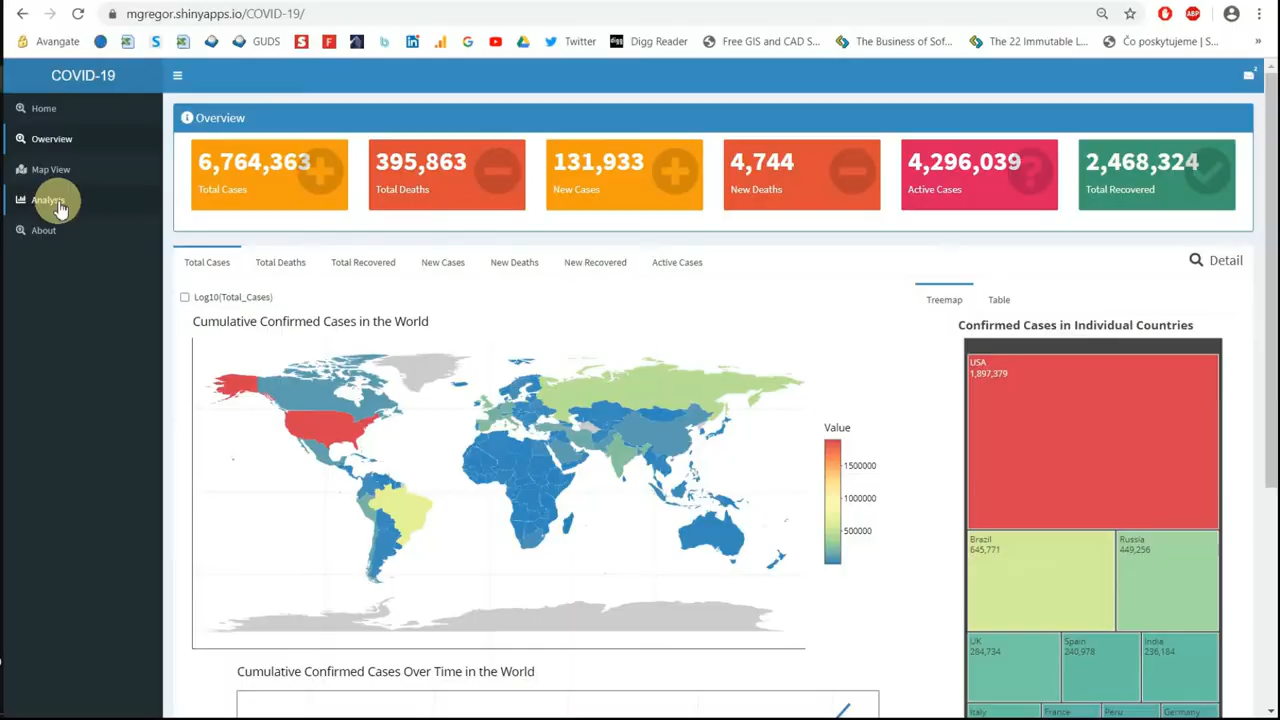 mgregor.shinyapps.io/COVID-19/
ABP
Avangate
GUDS
Twitter
Digg Reader
Free GIS and CAD S...
The Business of Sof...
The 22 Immutable L...
Čo poskytujeme | S...
»
COVID-19
2
Home
Overview
Map View
Analysis
About
Overview
6,764,363
Total Cases
395,863
Total Deaths
131,933
New Cases
4,744
New Deaths
4,296,039
Active Cases
2,468,324
Total Recovered
Total Cases
Total Deaths
Total Recovered
New Cases
New Deaths
New Recovered
Active Cases
Detail
Log10(Total_Cases)
Treemap
Table
Cumulative Confirmed Cases in the World
Confirmed Cases in Individual Countries
Value
1500000
1000000
500000
USA
1,897,379
Brazil
645,771
Russia
449,256
UK
284,734
Spain
240,978
India
236,184
Italy
France
Peru
Germany
Cumulative Confirmed Cases Over Time in the World